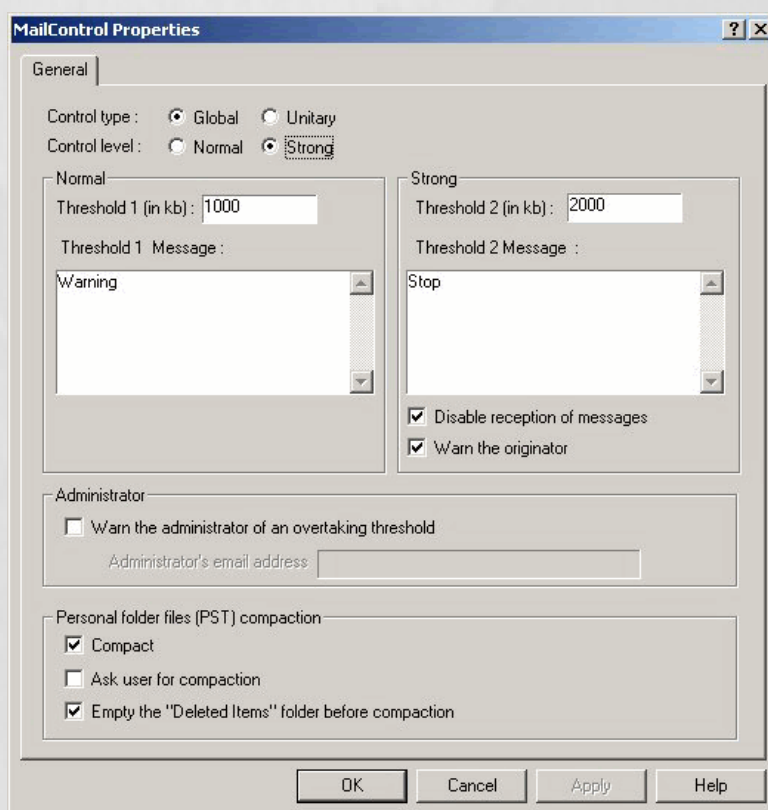 MailControl Properties
General
Control type : Global Unitary
Control level : Normal Strong
Normal
Threshold 1 (in kb) : 1000
Threshold 1 Message :
Warning
Strong
Threshold 2 (in kb) : 2000
Threshold 2 Message :
Stop
Disable reception of messages
Warn the originator
Administrator
Warn the administrator of an overtaking threshold
Administrator's email address
Personal folder files (PST) compaction
Compact
Ask user for compaction
Empty the "Deleted Items" folder before compaction
OK Cancel Apply Help